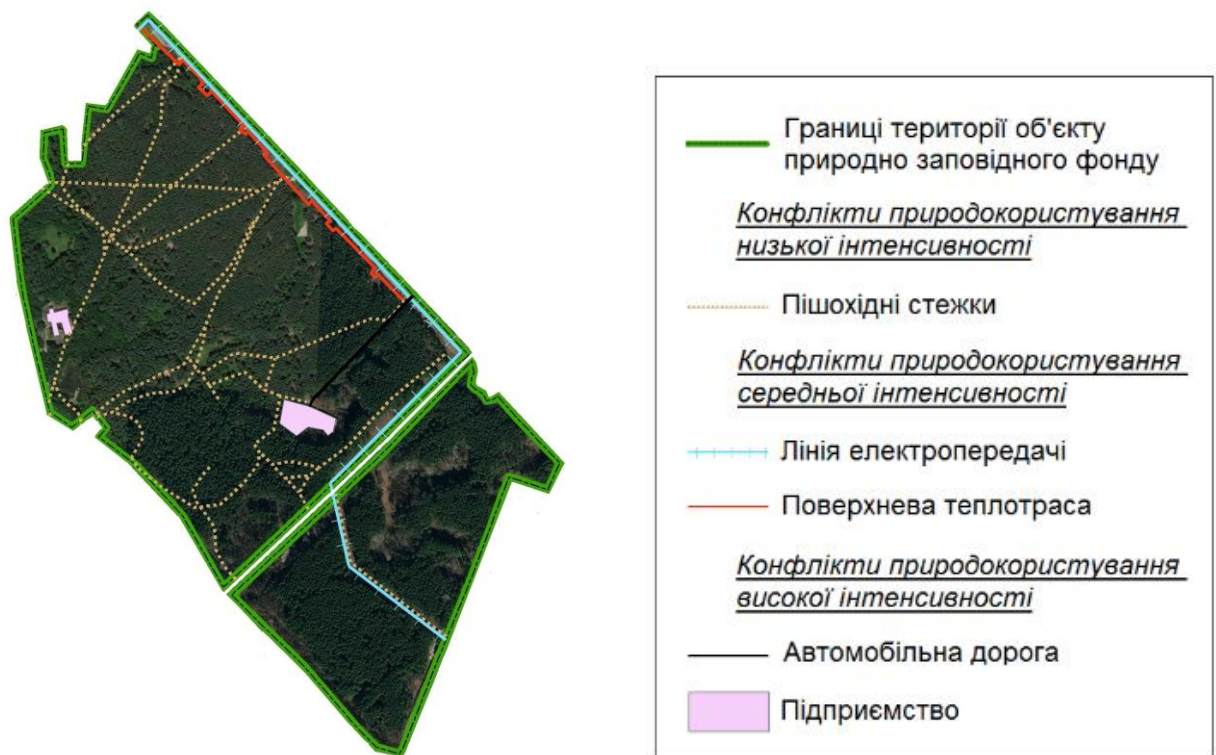 Границі території об'єкту
природно заповідного фонду
Конфлікти природокористування
низької інтенсивності
Пішохідні стежки
Конфлікти природокористування
середньої інтенсивності
Лінія електропередачі
Поверхнева теплотраса
Конфлікти природокористування
високої інтенсивності
Автомобільна дорога
Підприємство